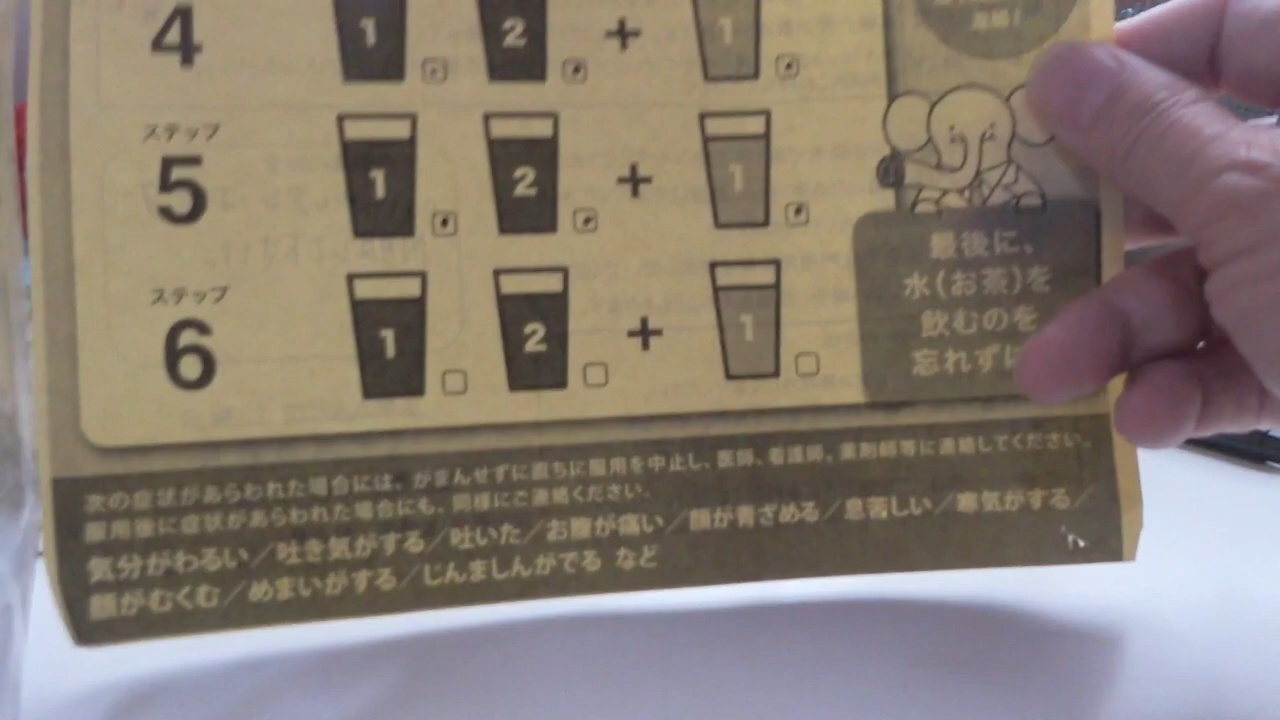 4
1
2
+
1
連絡!
ステップ
5
1
2
+
1
ステップ
6
1
2
+
1
最後に、
水(お茶)を
飲むのを
忘れずに
次の症状があらわれた場合には、がまんせずに直ちに服用を中止し、医師、看護師、薬剤師等に連絡してください。
服用後に症状があらわれた場合にも、同様にご連絡ください。
気分がわるい/吐き気がする/吐いた/お腹が痛い/顔が青ざめる/息苦しい/寒気がする/
顔がむくむ/めまいがする/じんましんがでる など